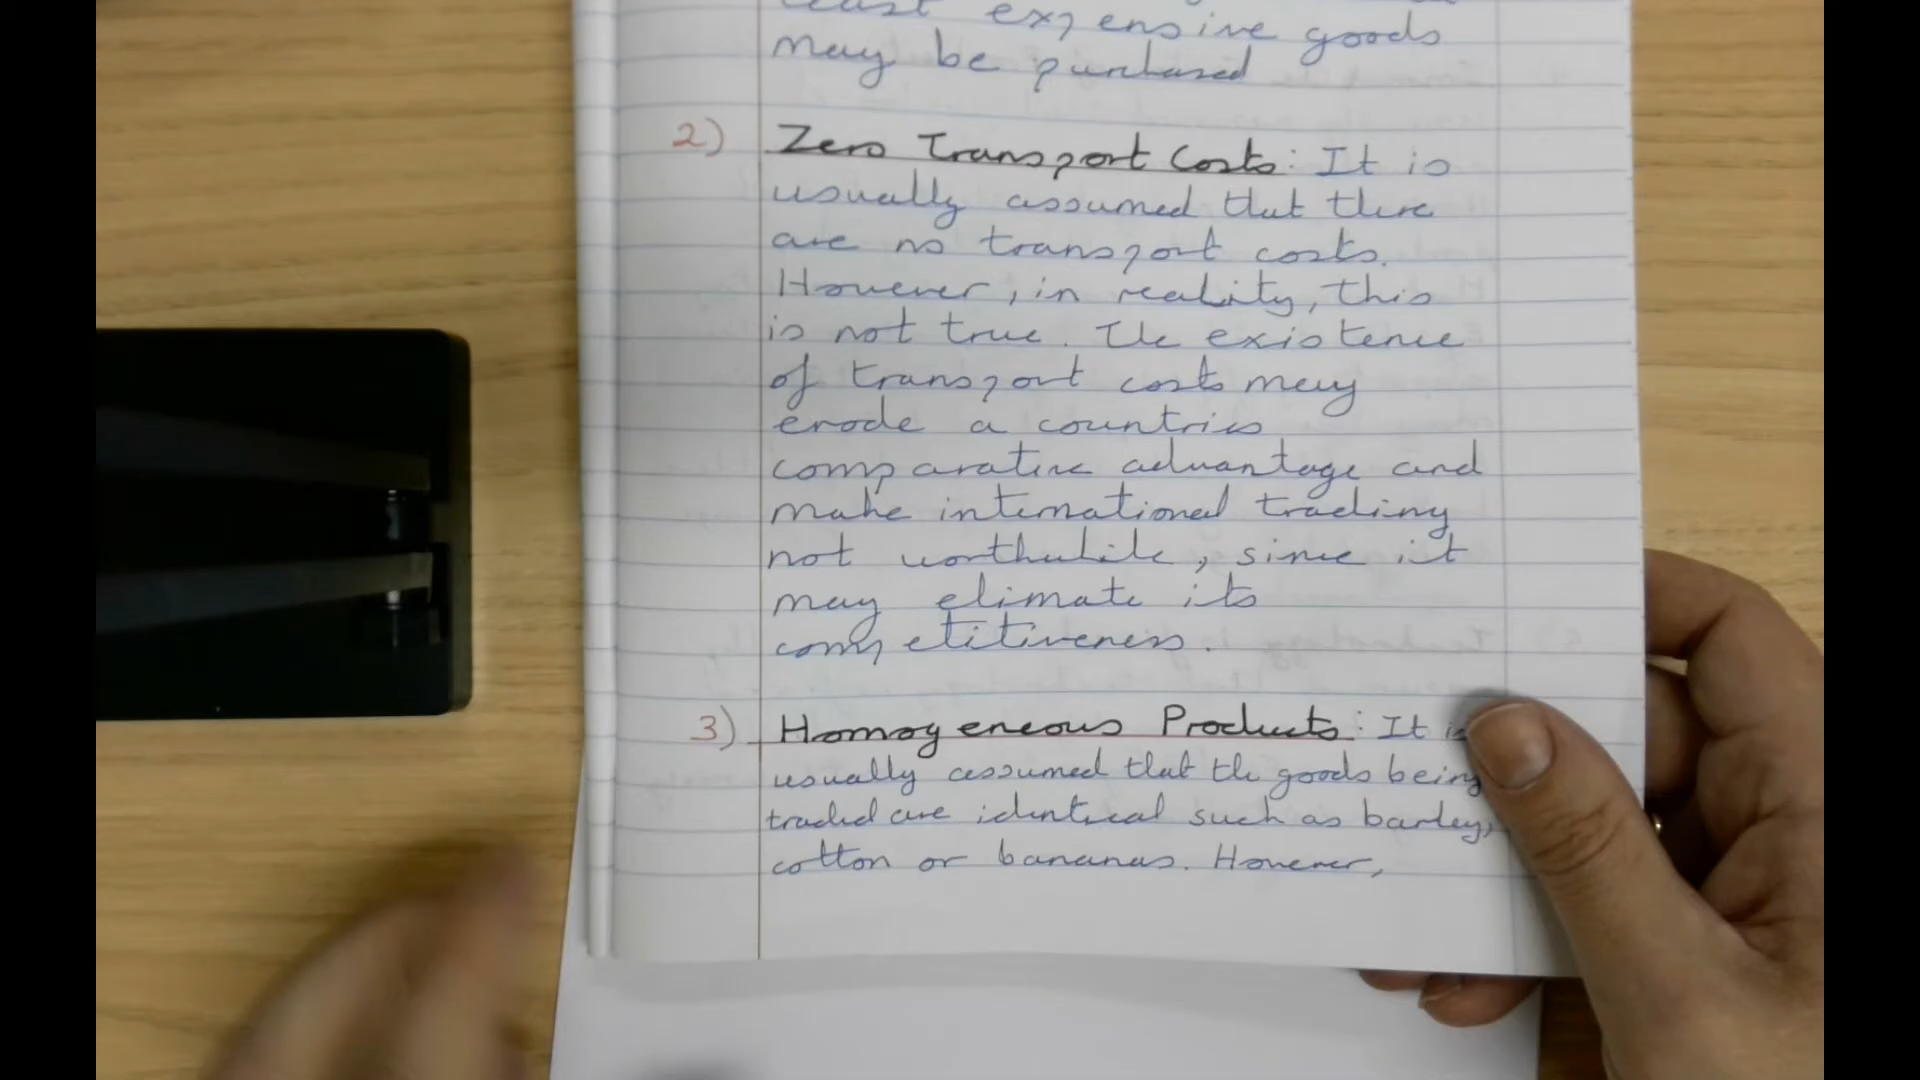 least expensive goods
may be purchased
2) Zero Transport Costs: It is
usually assumed that there
are no transport costs.
However, in reality, this
is not true. The existence
of transport costs may
erode a countries
comparative advantage and
make international trading
not worthwhile, since it
may elimate its
competitiveness.
3) Homogeneous Products: It is
usually assumed that the goods being
traded are identical such as barley,
cotton or bananas. However,